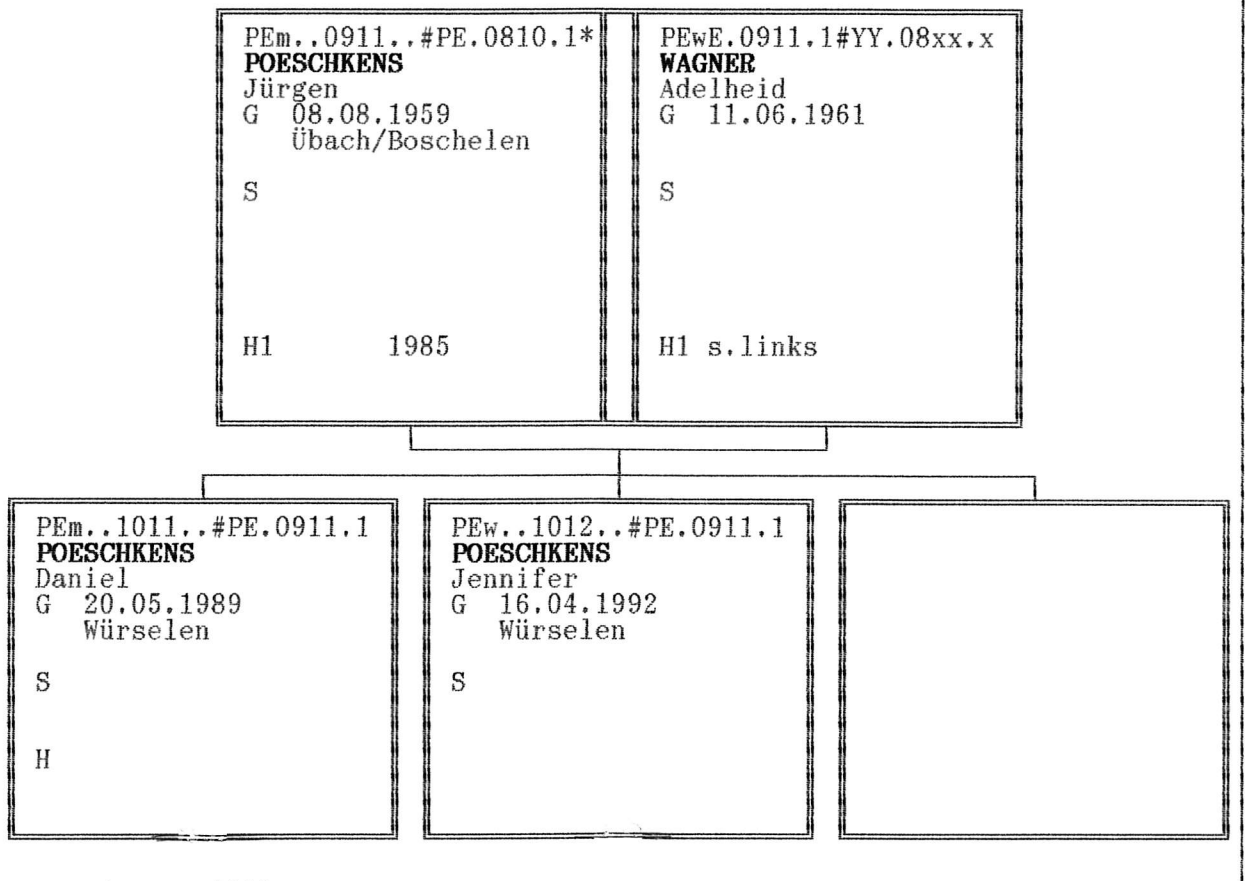 PEm..0911..#PE.0810.1*
POESCHKENS
Jürgen
G 08.08.1959
Übach/Boschelen
S
H1 1985
PEwE.0911.1#YY.08xx.x
WAGNER
Adelheid
G 11.06.1961
S
H1 s.links
PEm..1011..#PE.0911.1
POESCHKENS
Daniel
G 20.05.1989
Würselen
S
H
PEw..1012..#PE.0911.1
POESCHKENS
Jennifer
G 16.04.1992
Würselen
S